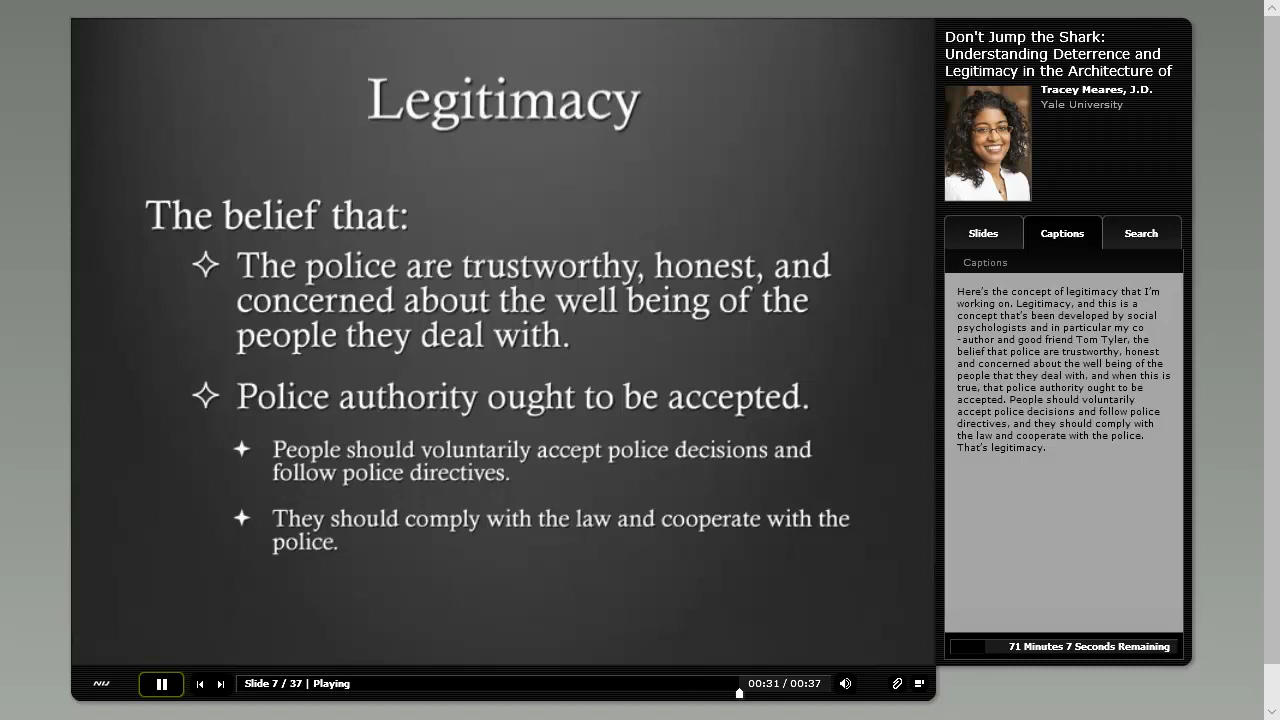 Legitimacy
The belief that:
The police are trustworthy, honest, and
concerned about the well being of the
people they deal with.
Police authority ought to be accepted.
People should voluntarily accept police decisions and
follow police directives.
They should comply with the law and cooperate with the
police.
Slide 7 / 37 | Playing
00:31 / 00:37
Don't Jump the Shark:
Understanding Deterrence and
Legitimacy in the Architecture of
Tracey Meares, J.D.
Yale University
Slides Captions Search
Captions
Here's the concept of legitimacy that I'm
working on. Legitimacy, and this is a
concept that's been developed by social
psychologists and in particular my co
-author and good friend Tom Tyler, the
belief that police are trustworthy, honest
and concerned about the well being of the
people that they deal with, and when this is
true, that police authority ought to be
accepted. People should voluntarily
accept police decisions and follow police
directives, and they should comply with
the law and cooperate with the police.
That's legitimacy.
71 Minutes 7 Seconds Remaining